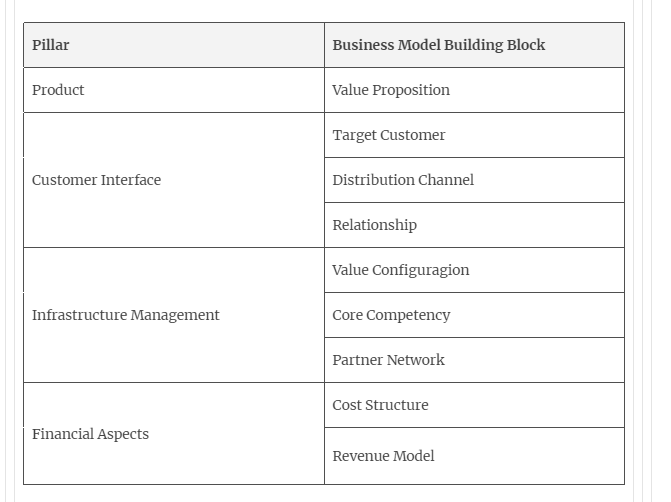 Pillar Business Model Building Block
Product Value Proposition
Target Customer
Customer Interface Distribution Channel
Relationship
Value Configuragion
Infrastructure Management Core Competency
Partner Network
Cost Structure
Financial Aspects
Revenue Model